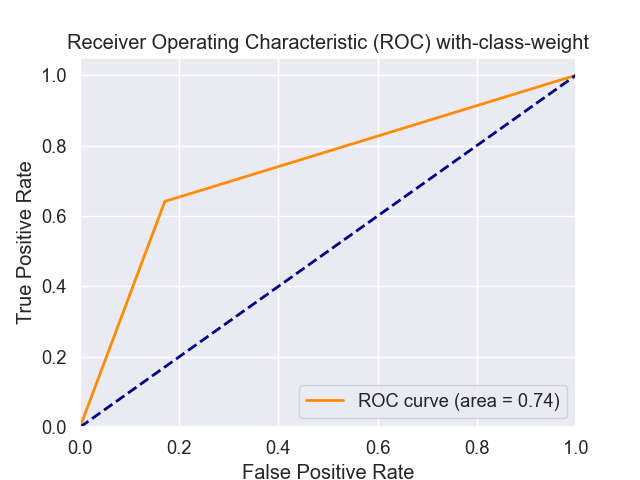 Receiver Operating Characteristic (ROC) with-class-weight
1.0
0.8
0.6
0.4
0.2
0.0
True Positive Rate
ROC curve (area = 0.74)
0.0 0.2 0.4 0.6 0.8 1.0
False Positive Rate